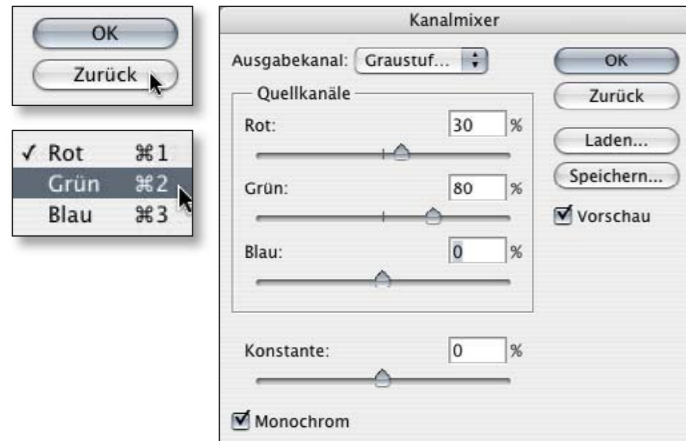 OK
Zurück
✓ Rot ⌘1
Grün ⌘2
Blau ⌘3
Kanalmixer
Ausgabekanal: Graustuf...
OK
Zurück
Laden...
Speichern...
Vorschau
Quellkanäle
Rot: 30 %
Grün: 80 %
Blau: 0 %
Konstante: 0 %
Monochrom